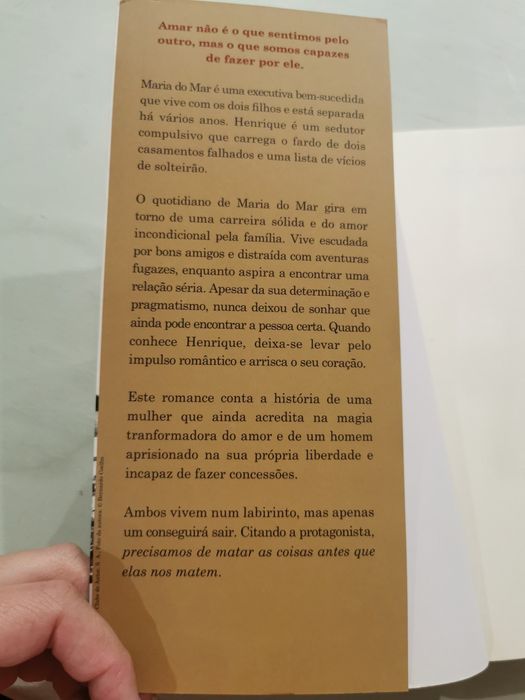 Amar não é o que sentimos pelo
outro, mas o que somos capazes
de fazer por ele.
Maria do Mar é uma executiva bem-sucedida
que vive com os dois filhos e está separada
há vários anos. Henrique é um sedutor
compulsivo que carrega o fardo de dois
casamentos falhados e uma lista de vícios
de solteirão.
O quotidiano de Maria do Mar gira em
torno de uma carreira sólida e do amor
incondicional pela família. Vive escudada
por bons amigos e distraída com aventuras
fugazes, enquanto aspira a encontrar uma
relação séria. Apesar da sua determinação e
pragmatismo, nunca deixou de sonhar que
ainda pode encontrar a pessoa certa. Quando
conhece Henrique, deixa-se levar pelo
impulso romântico e arrisca o seu coração.
Este romance conta a história de uma
mulher que ainda acredita na magia
tranformadora do amor e de um homem
aprisionado na sua própria liberdade e
incapaz de fazer concessões.
Ambos vivem num labirinto, mas apenas
um conseguirá sair. Citando a protagonista,
precisamos de matar as coisas antes que
elas nos matem.
Foto da autora: © Bernardo Coelho